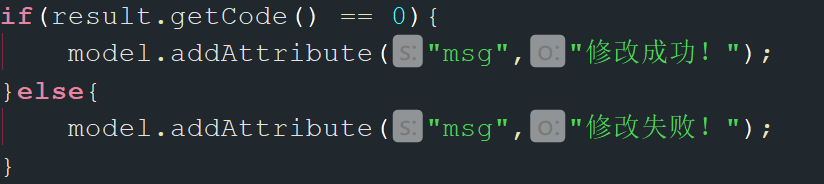 if(result.getCode() == 0){
    model.addAttribute(s:"msg",o:"修改成功！");
}else{
    model.addAttribute(s:"msg",o:"修改失败！");
}